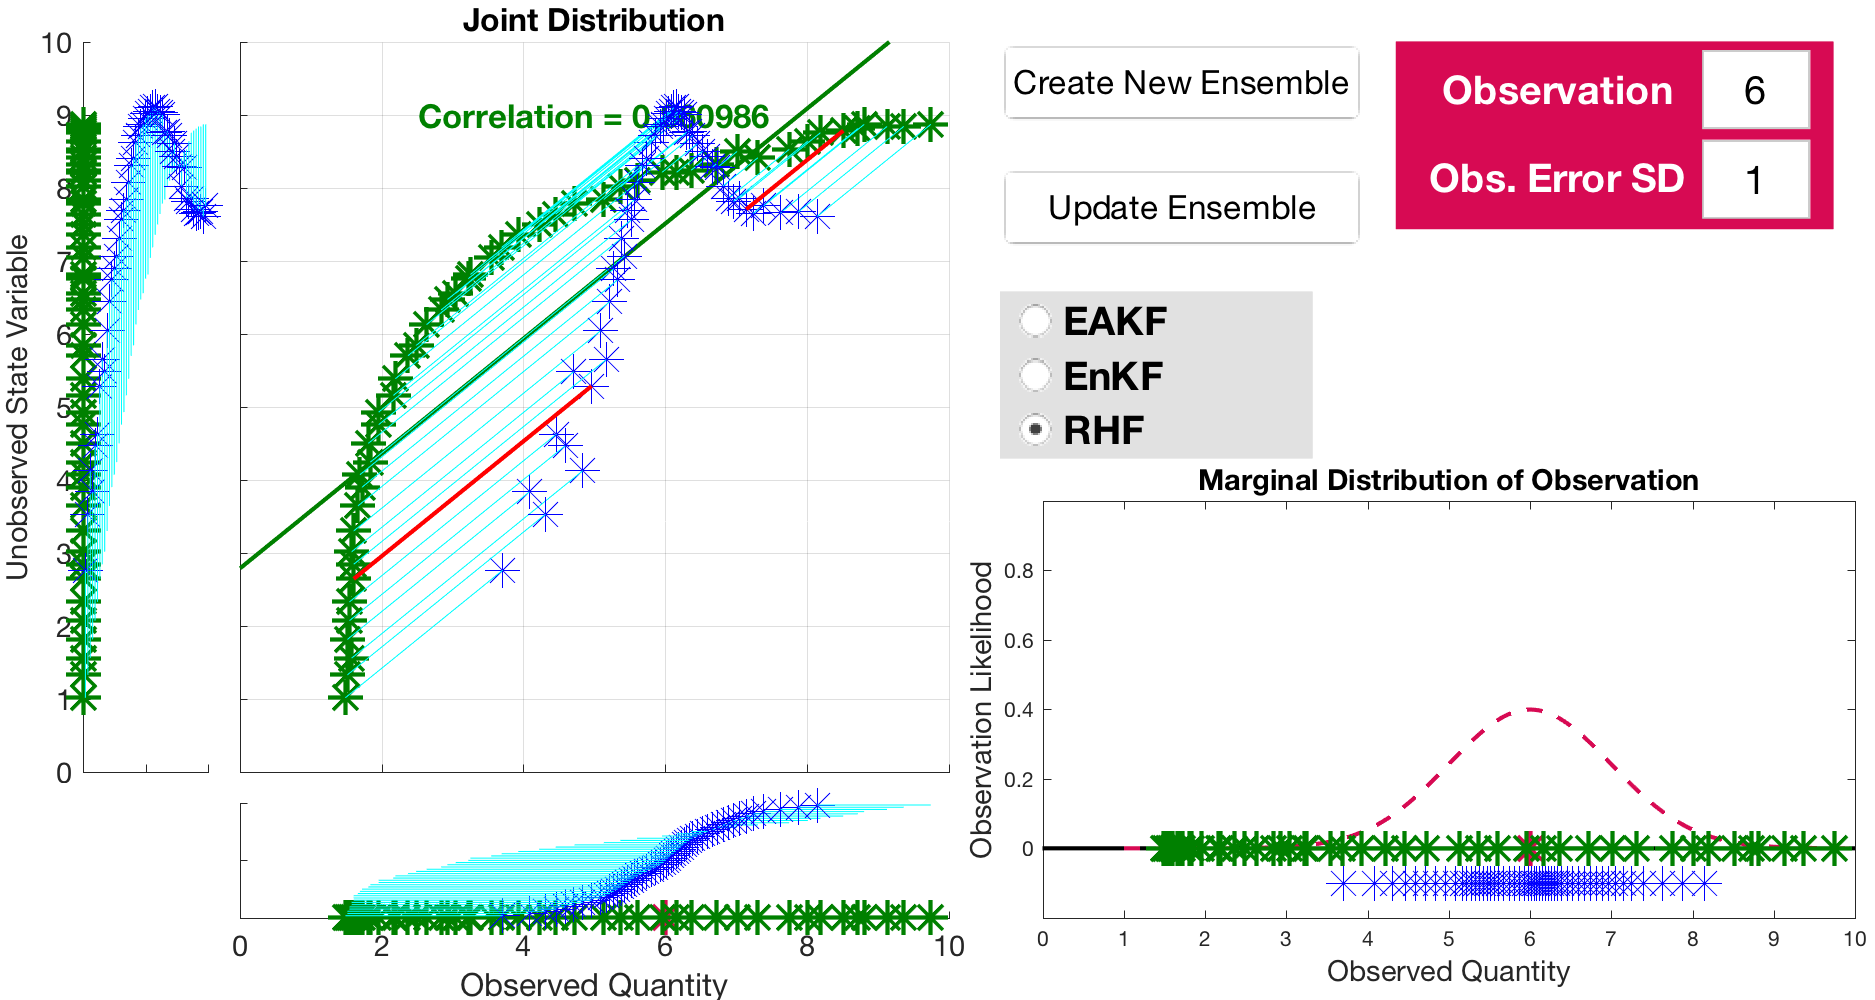 Joint Distribution
Correlation = 0.
0986
Unobserved State Variable
10
9
8
7
6
5
4
3
2
1
0
0 2 4 6 8 10
Observed Quantity
Create New Ensemble
Update Ensemble
Observation 6
Obs. Error SD 1
EAKF
EnKF
RHF
Marginal Distribution of Observation
Observation Likelihood
0.8
0.6
0.4
0.2
0
0 1 2 3 4 5 6 7 8 9 10
Observed Quantity